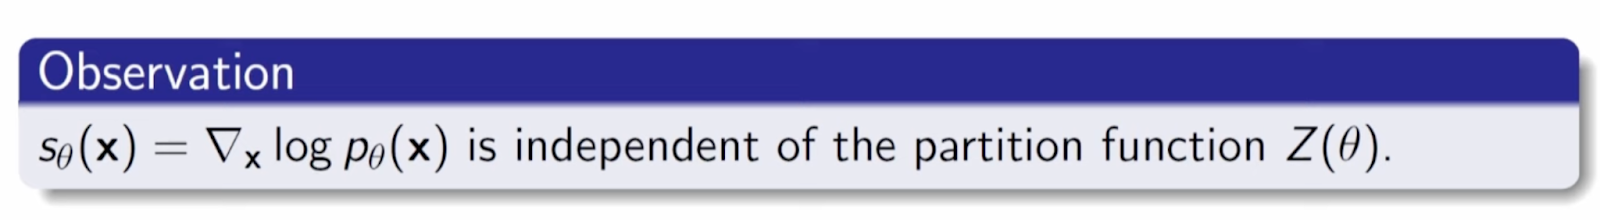 Observation
s_θ(x) = ∇_x log p_θ(x) is independent of the partition function Z(θ).